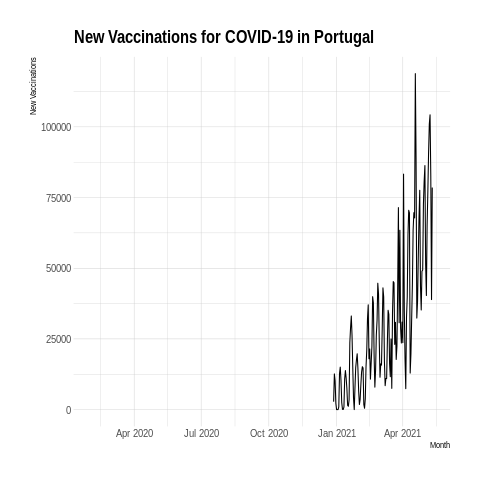 New Vaccinations for COVID-19 in Portugal
New Vaccinations
100000
75000
50000
25000
0
Apr 2020 Jul 2020 Oct 2020 Jan 2021 Apr 2021
Month